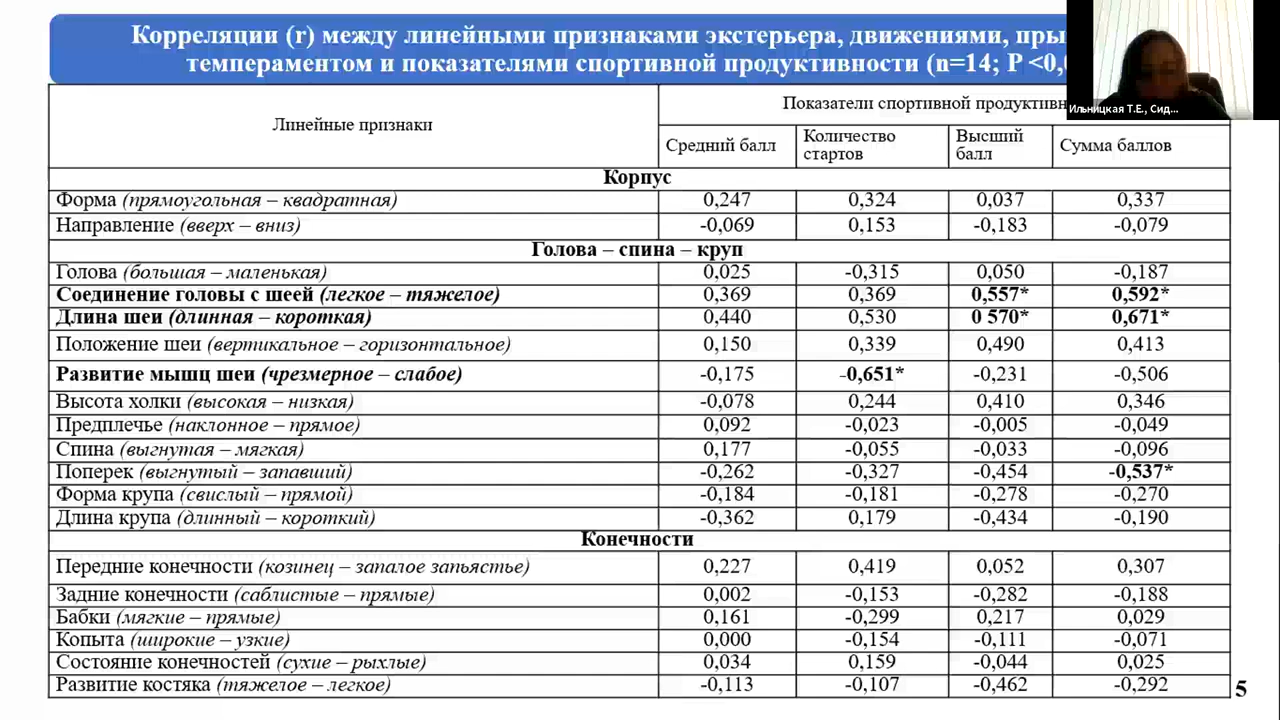 Корреляции (r) между линейными признаками экстерьера, движениями,
темпераментом и показателями спортивной продуктивности (n=14; P <0,
Ильницкая Т.Е., Сид...
Линейные признаки
Показатели спортивной
Средний балл
Количество
стартов
Высший
балл
Сумма баллов
Корпус
Форма (прямоугольная – квадратная) 0,247 0,324 0,037 0,337
Направление (вверх – вниз) -0,069 0,153 -0,183 -0,079
Голова – спина – круп
Голова (большая – маленькая) 0,025 -0,315 0,050 -0,187
Соединение головы с шеей (легкое – тяжелое) 0,369 0,369 0,557* 0,592*
Длина шеи (длинная – короткая) 0,440 0,530 0 570* 0,671*
Положение шеи (вертикальное – горизонтальное) 0,150 0,339 0,490 0,413
Развитие мышц шеи (чрезмерное – слабое) -0,175 -0,651* -0,231 -0,506
Высота холки (высокая – низкая) -0,078 0,244 0,410 0,346
Предплечье (наклонное – прямое) 0,092 -0,023 -0,005 -0,049
Спина (выгнутая – мягкая) 0,177 -0,055 -0,033 -0,096
Поперек (выгнутый – запавший) -0,262 -0,327 -0,454 -0,537*
Форма крупа (свислый – прямой) -0,184 -0,181 -0,278 -0,270
Длина крупа (длинный – короткий) -0,362 0,179 -0,434 -0,190
Конечности
Передние конечности (козинец – запалое запястье) 0,227 0,419 0,052 0,307
Задние конечности (саблистые – прямые) 0,002 -0,153 -0,282 -0,188
Бабки (мягкие – прямые) 0,161 -0,299 0,217 0,029
Копыта (широкие – узкие) 0,000 -0,154 -0,111 -0,071
Состояние конечностей (сухие – рыхлые) 0,034 0,159 -0,044 0,025
Развитие костяка (тяжелое – легкое) -0,113 -0,107 -0,462 -0,292
5